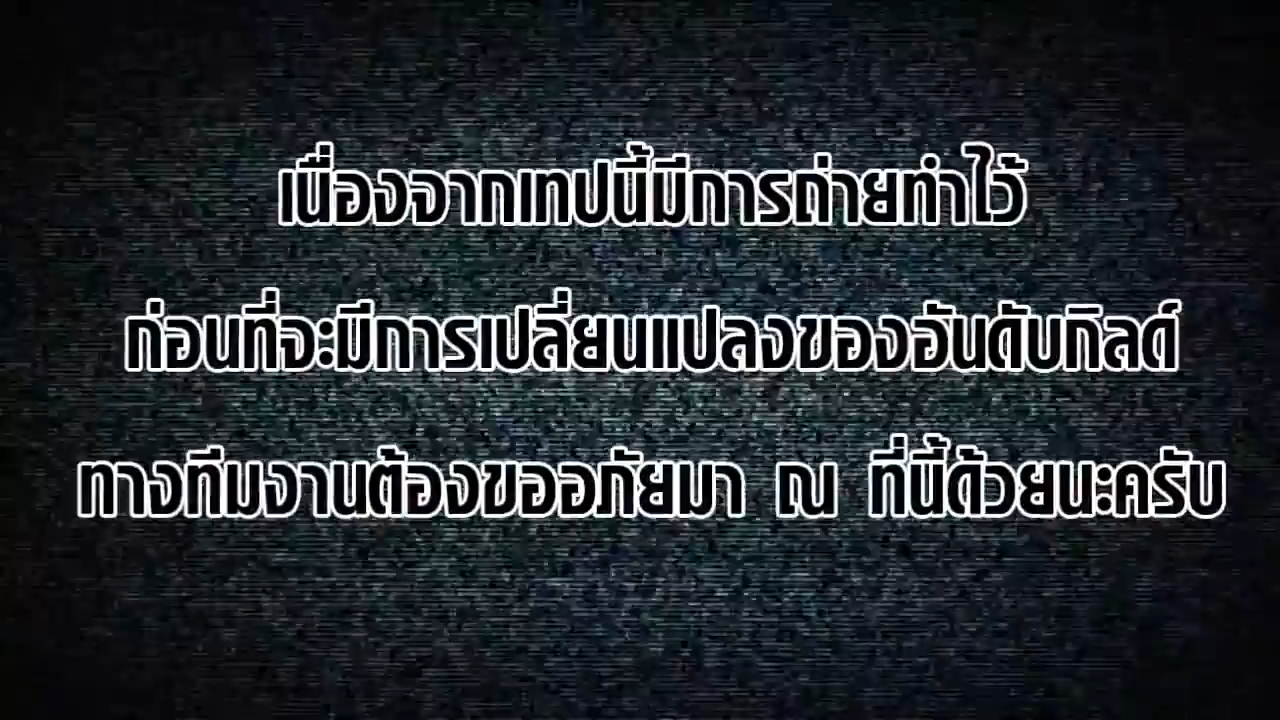 เนื่องจากเทปนี้มีการถ่ายทำไว้
ก่อนที่จะมีการเปลี่ยนแปลงของอันดับกิลด์
ทางทีมงานต้องขออภัยมา ณ ที่นี้ด้วยนะครับ